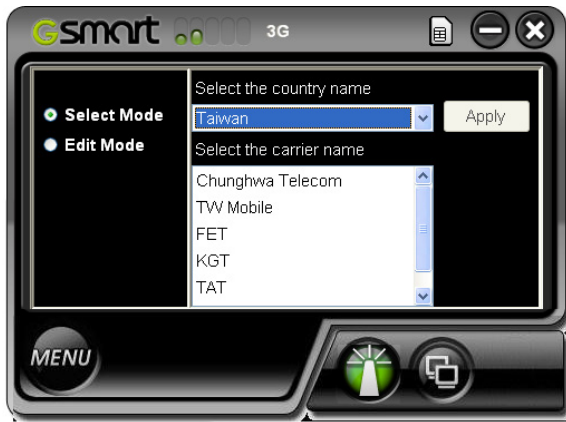 Gsmart
3G
Select the country name
Select Mode
Taiwan
Apply
Edit Mode
Select the carrier name
Chunghwa Telecom
TW Mobile
FET
KGT
TAT
MENU